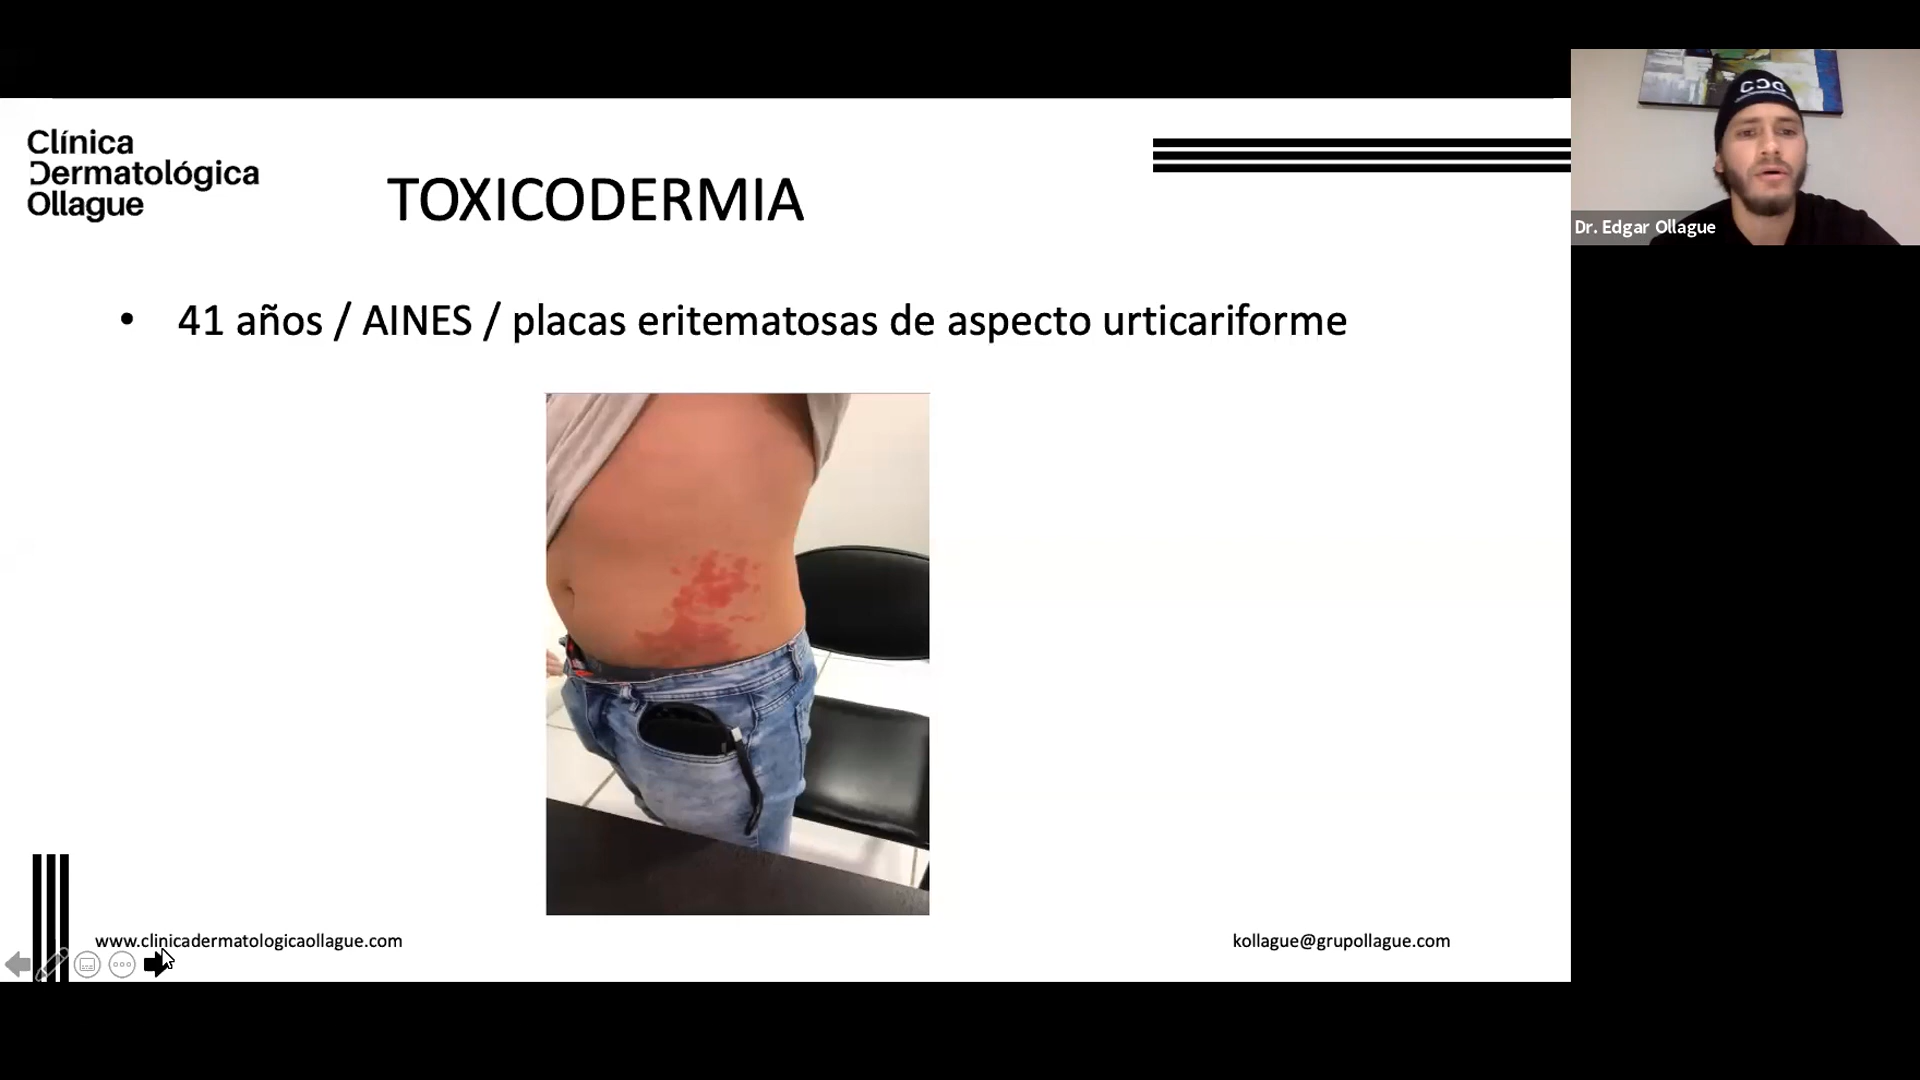 Clínica
Dermatológica
Ollague
TOXICODERMIA
• 41 años / AINES / placas eritematosas de aspecto urticariforme
CDO
Dr. Edgar Ollague
www.clinicadermatologicaollague.com
kollague@grupollague.com